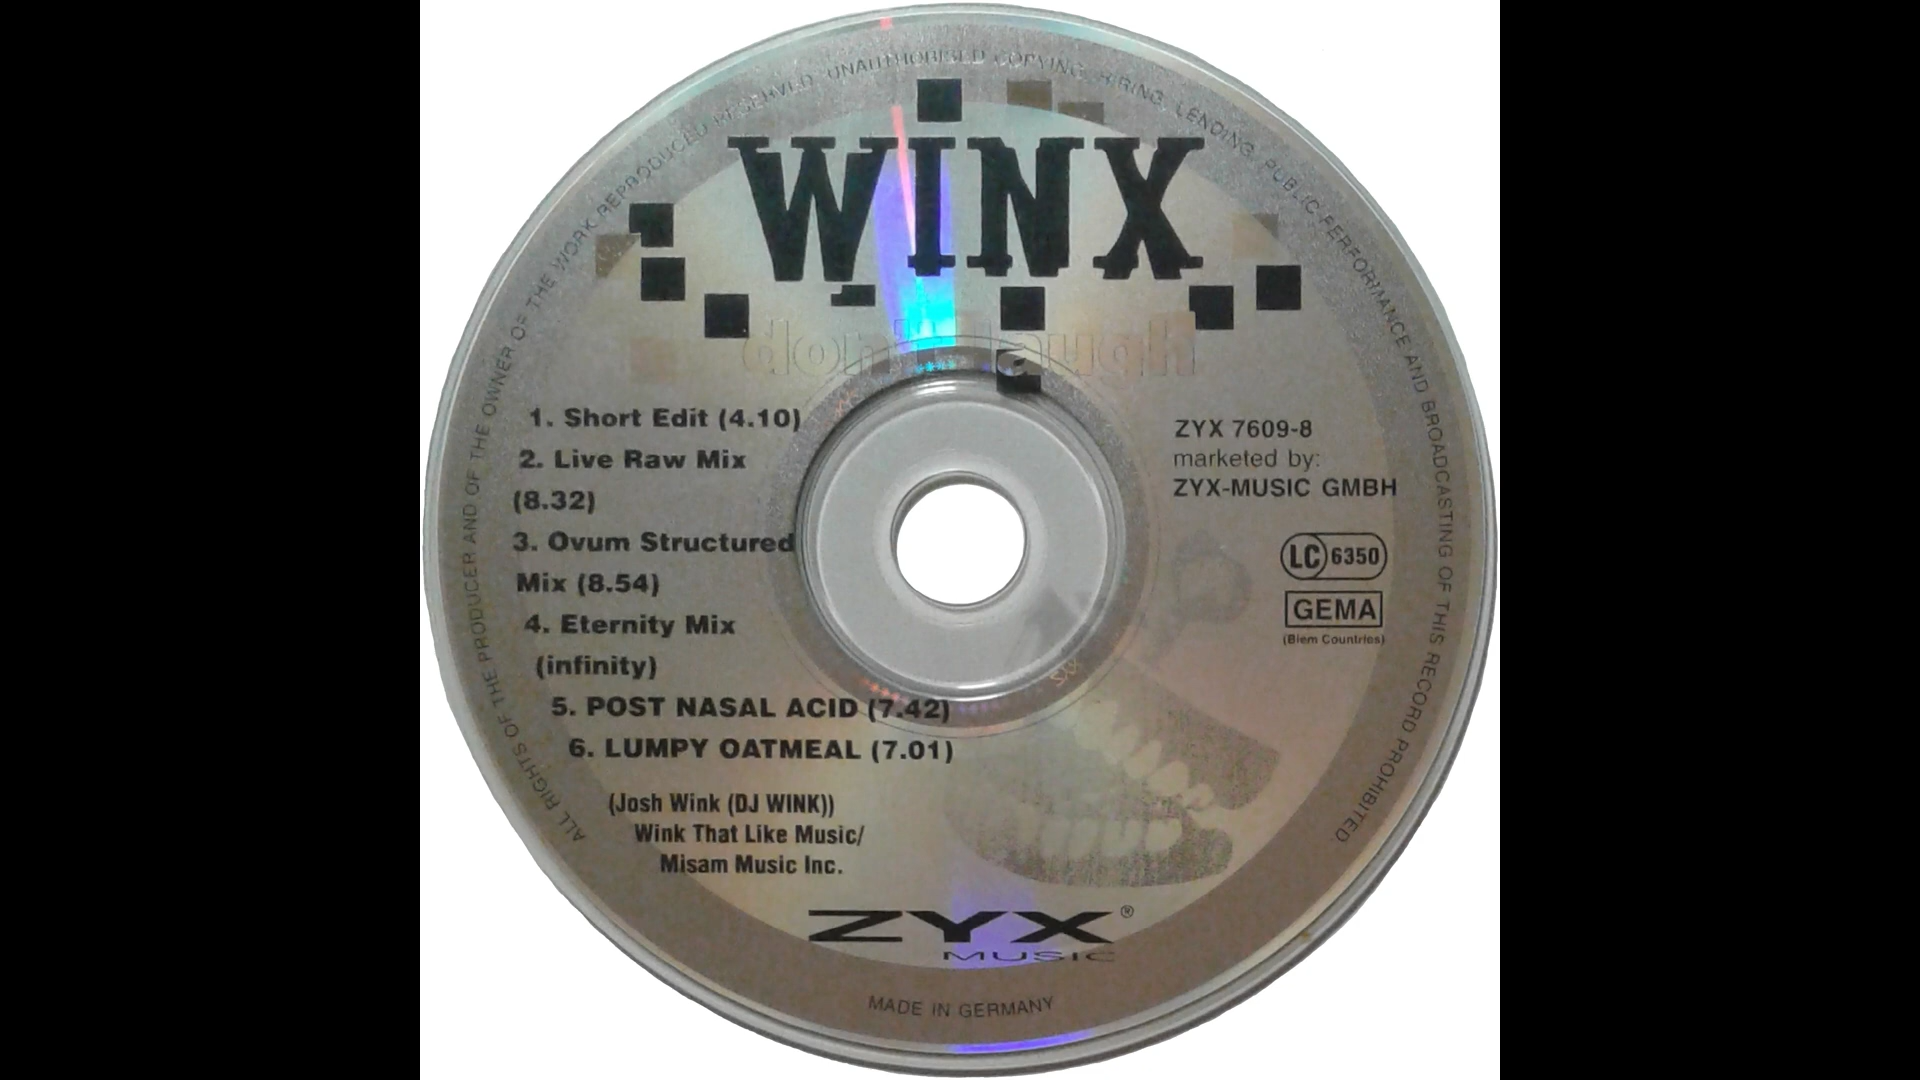 ALL RIGHTS OF THE PRODUCER AND OF THE OWNER OF THE WORK REPRODUCED RESERVED. UNAUTHORISED COPYING, HIRING, LENDING, PUBLIC PERFORMANCE AND BROADCASTING OF THIS RECORD PROHIBITED
WINX
don't laugh
1. Short Edit (4.10)
2. Live Raw Mix
(8.32)
3. Ovum Structured
Mix (8.54)
4. Eternity Mix
(infinity)
5. POST NASAL ACID (7.42)
6. LUMPY OATMEAL (7.01)
(Josh Wink (DJ WINK))
Wink That Like Music/
Misam Music Inc.
ZYX 7609-8
marketed by:
ZYX-MUSIC GMBH
LC 6350
GEMA
(Biem Countries)
ZYX®
MUSIC
MADE IN GERMANY